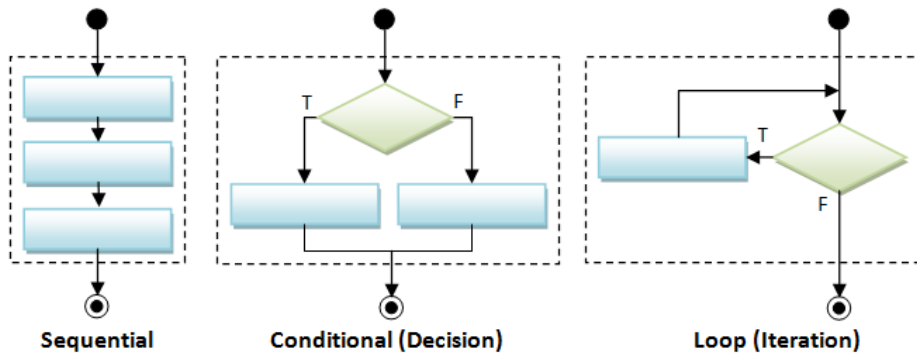 T
F
T
F
Sequential
Conditional (Decision)
Loop (Iteration)